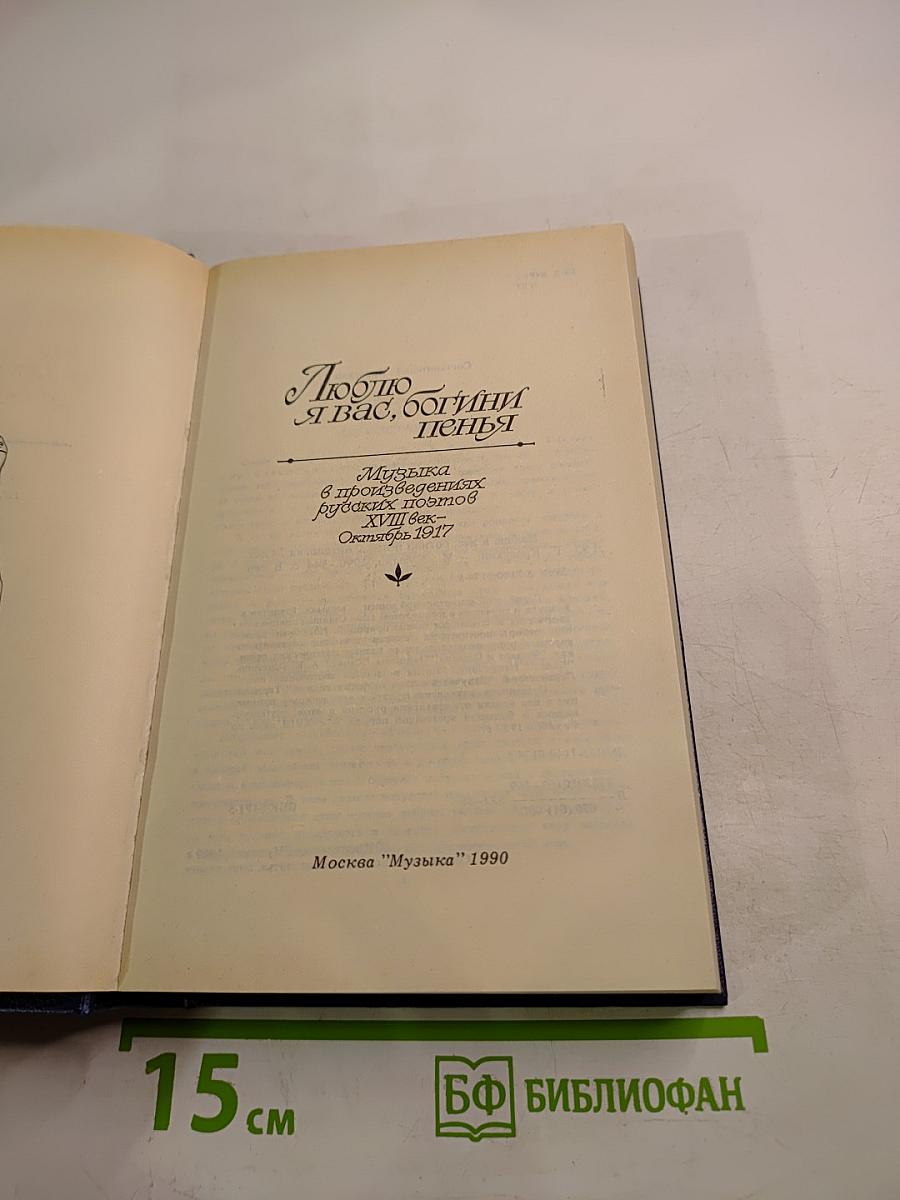 Люблю
я вас, богини
пенья
Музыка
в произведениях
русских поэтов
XVIII век–
Октябрь 1917
Москва "Музыка" 1990
15 см
БФ БИБЛИОФАН